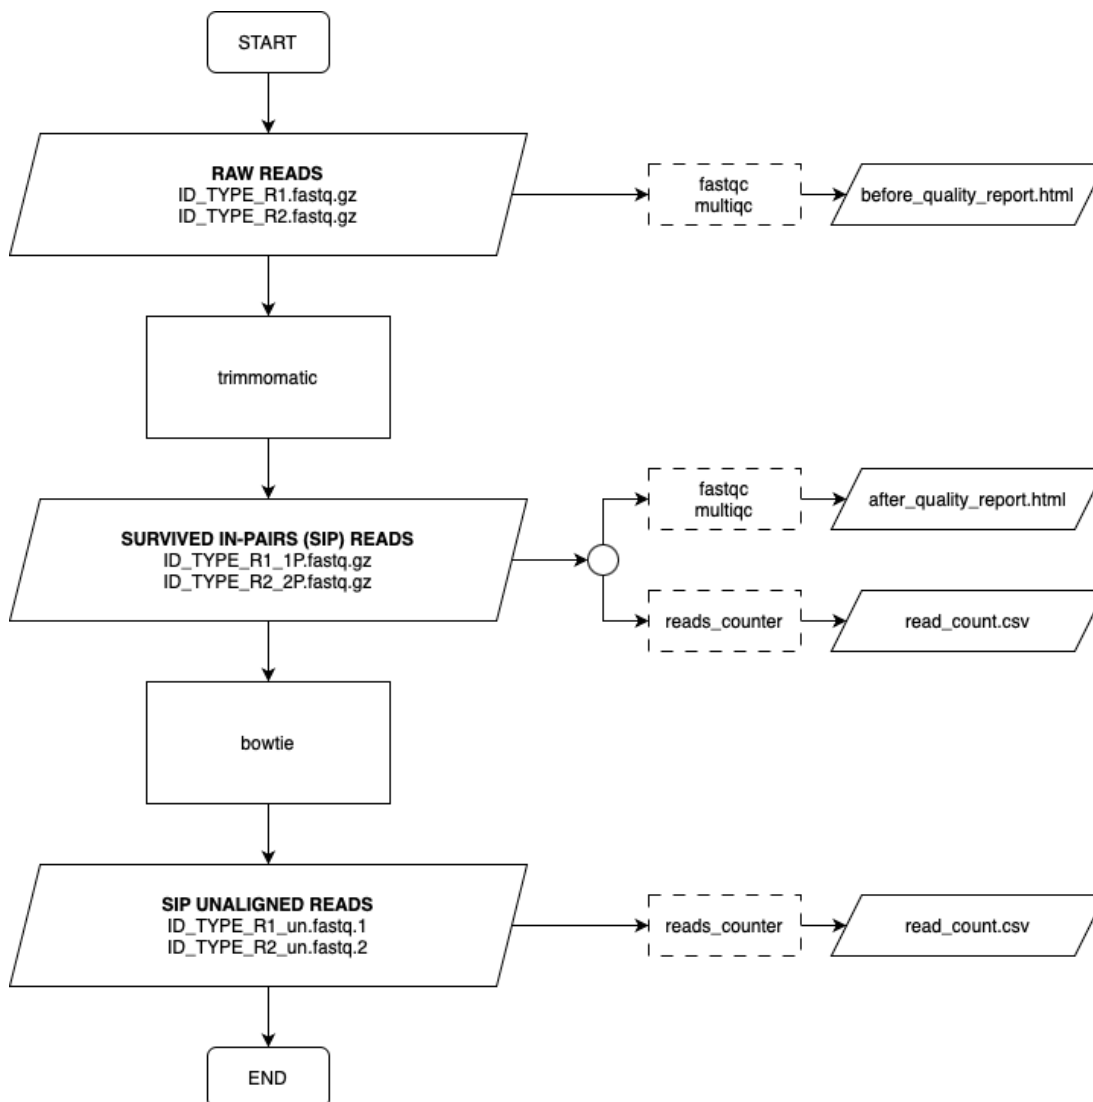 START
RAW READS
ID_TYPE_R1.fastq.gz
ID_TYPE_R2.fastq.gz
fastqc
multiqc
before_quality_report.html
trimmomatic
SURVIVED IN-PAIRS (SIP) READS
ID_TYPE_R1_1P.fastq.gz
ID_TYPE_R2_2P.fastq.gz
fastqc
multiqc
after_quality_report.html
reads_counter
read_count.csv
bowtie
SIP UNALIGNED READS
ID_TYPE_R1_un.fastq.1
ID_TYPE_R2_un.fastq.2
reads_counter
read_count.csv
END